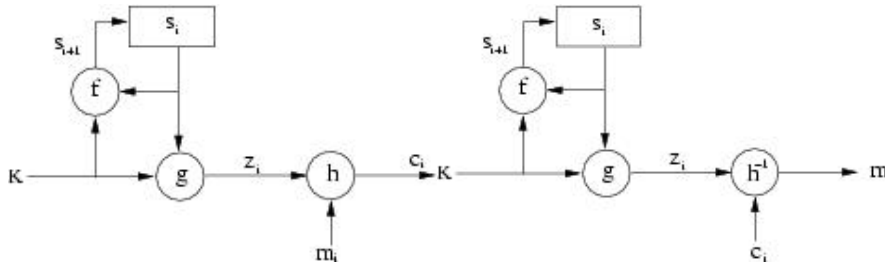 s_i
s_{i+1}
f
K
g
z_i
h
c_i
m_i
s_i
s_{i+1}
f
K
g
z_i
h^{-1}
m
c_i